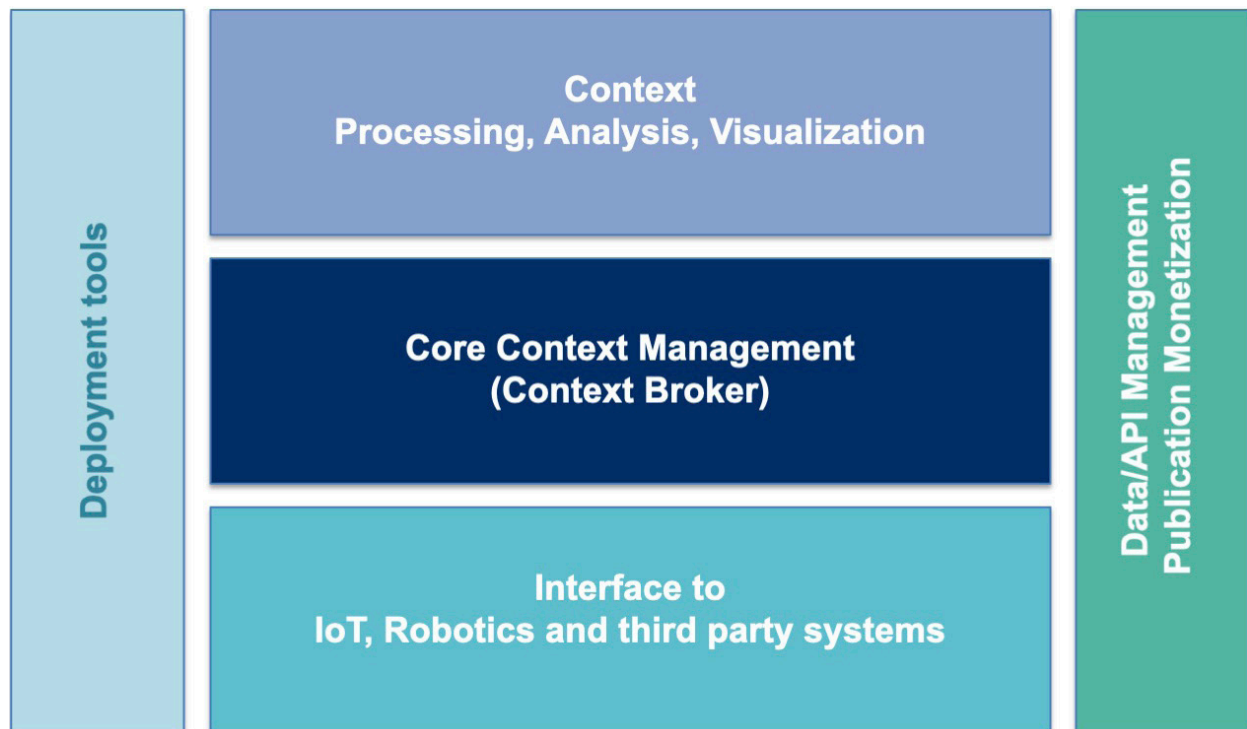 Deployment tools
Context
Processing, Analysis, Visualization
Core Context Management
(Context Broker)
Interface to
IoT, Robotics and third party systems
Data/API Management
Publication Monetization